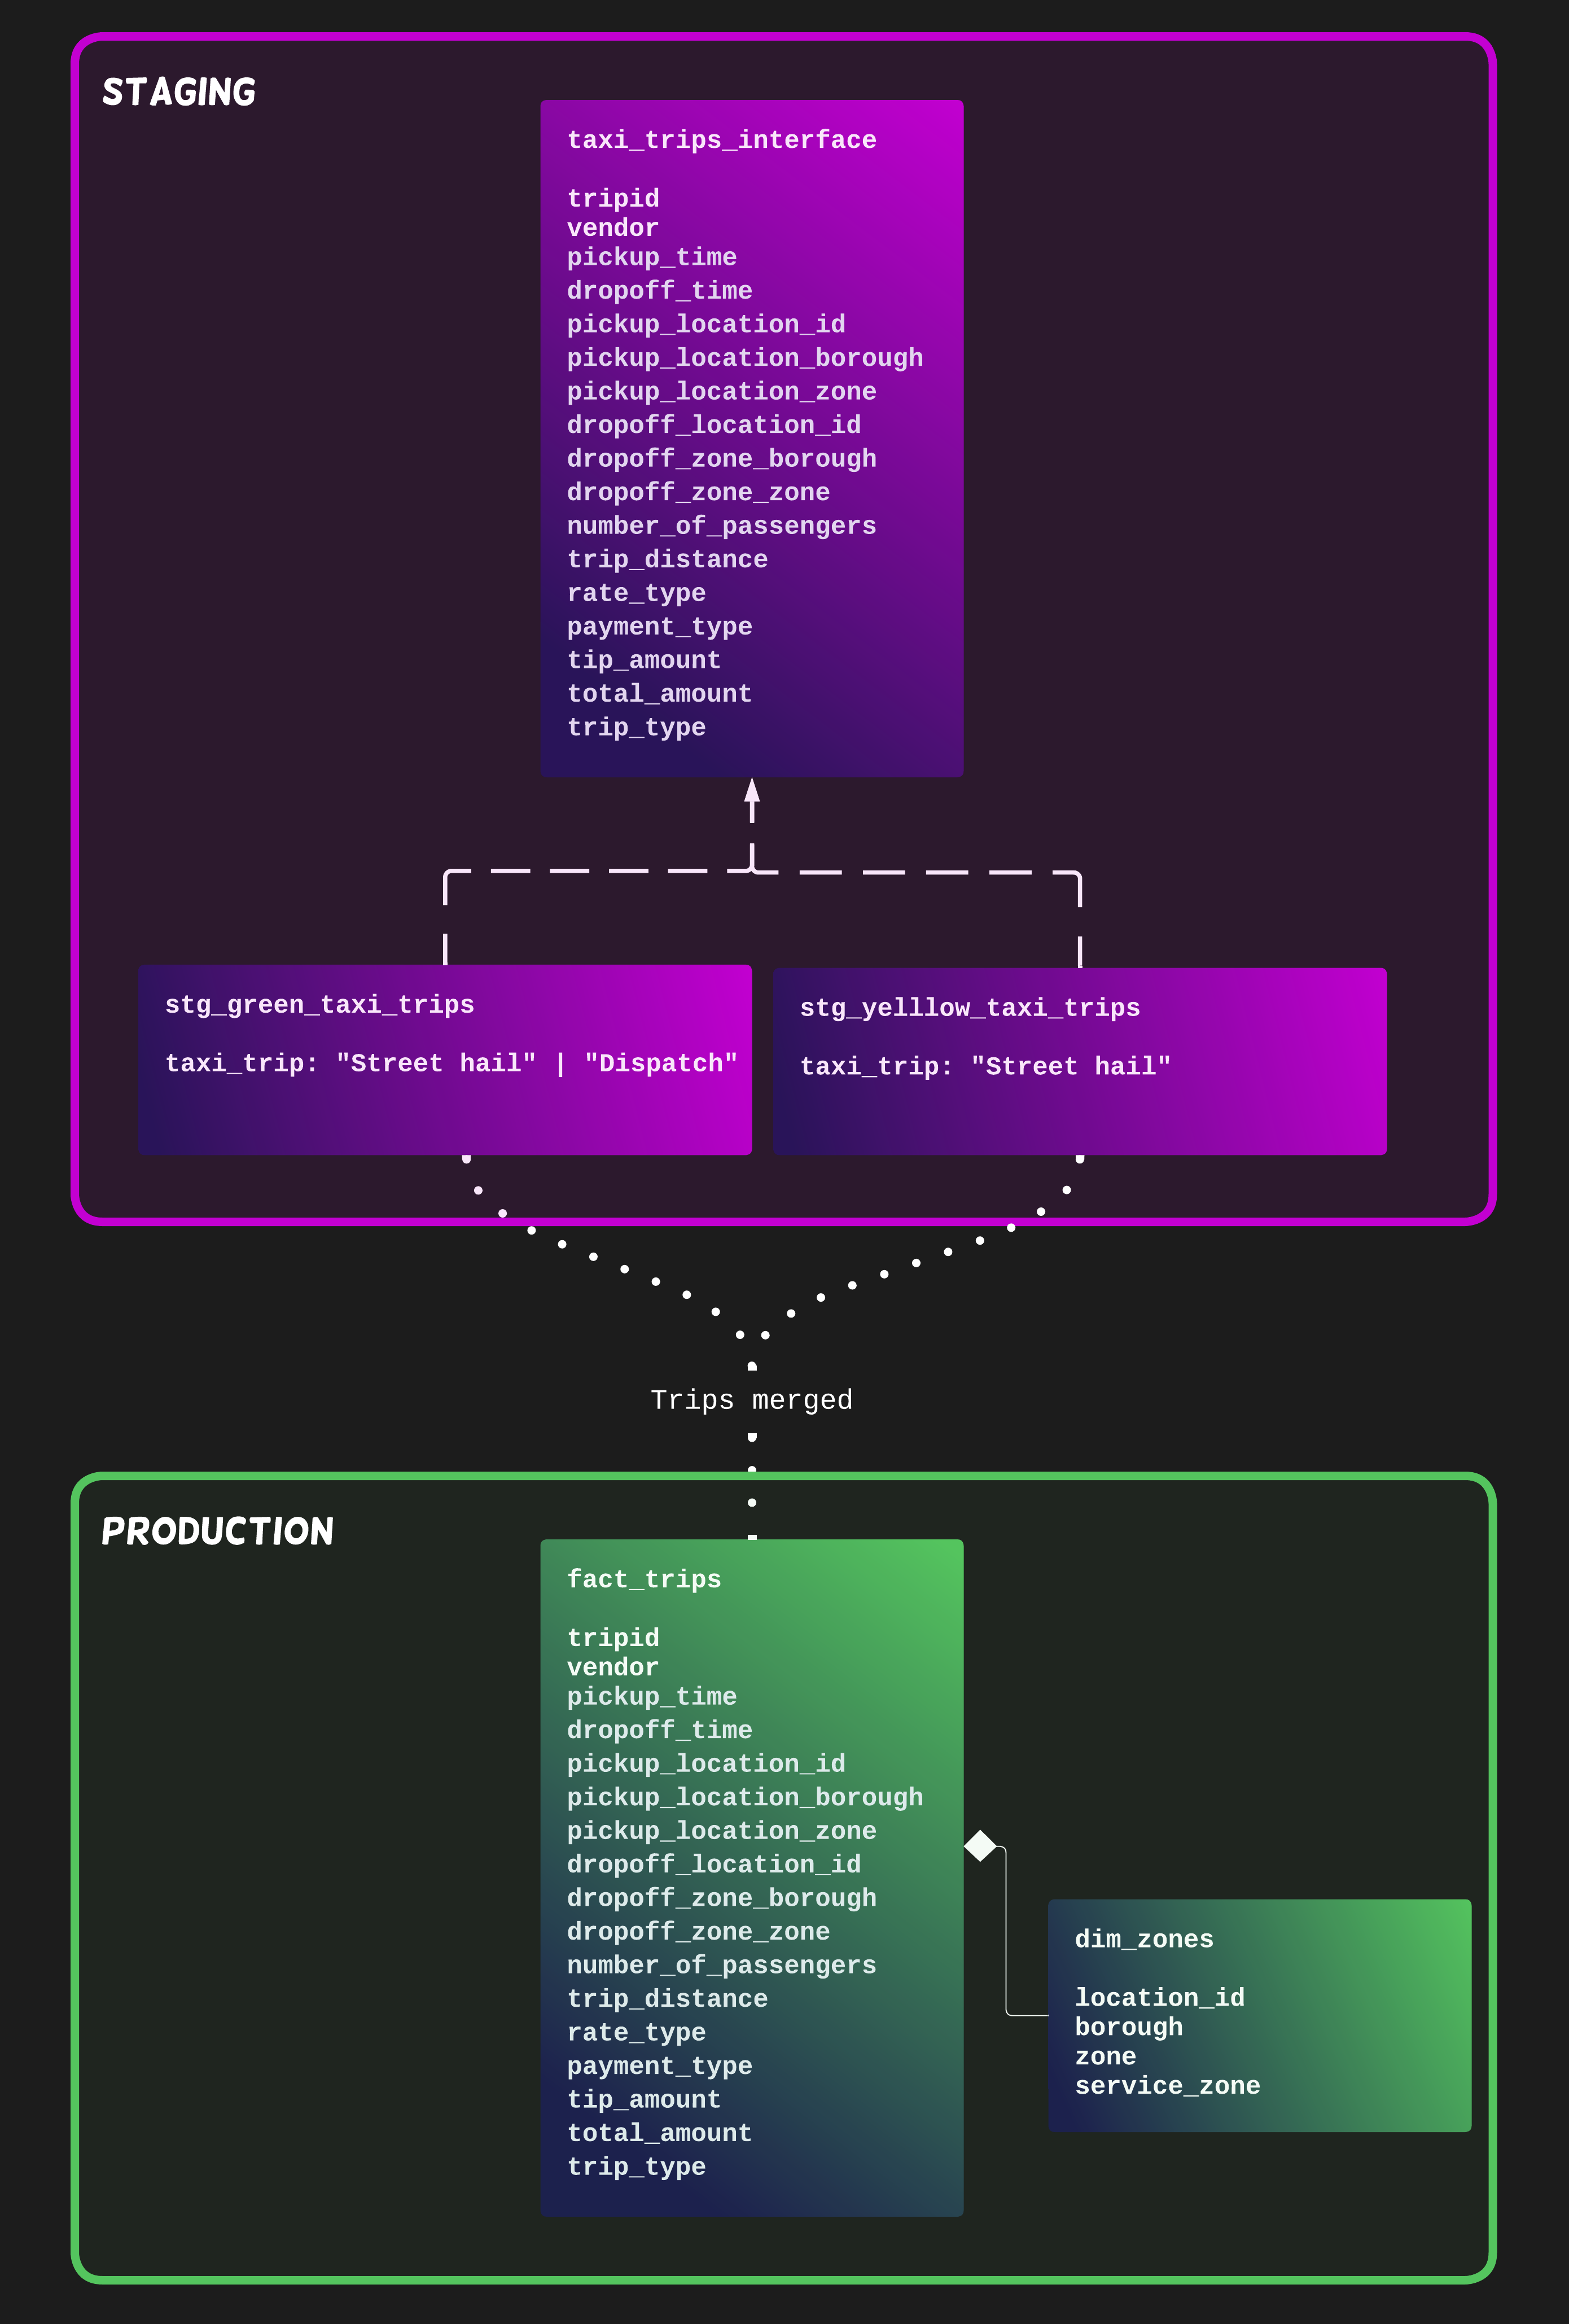 STAGING
taxi_trips_interface
tripid
vendor
pickup_time
dropoff_time
pickup_location_id
pickup_location_borough
pickup_location_zone
dropoff_location_id
dropoff_zone_borough
dropoff_zone_zone
number_of_passengers
trip_distance
rate_type
payment_type
tip_amount
total_amount
trip_type
stg_green_taxi_trips
taxi_trip: "Street hail" | "Dispatch"
stg_yelllow_taxi_trips
taxi_trip: "Street hail"
Trips merged
PRODUCTION
fact_trips
tripid
vendor
pickup_time
dropoff_time
pickup_location_id
pickup_location_borough
pickup_location_zone
dropoff_location_id
dropoff_zone_borough
dropoff_zone_zone
number_of_passengers
trip_distance
rate_type
payment_type
tip_amount
total_amount
trip_type
dim_zones
location_id
borough
zone
service_zone